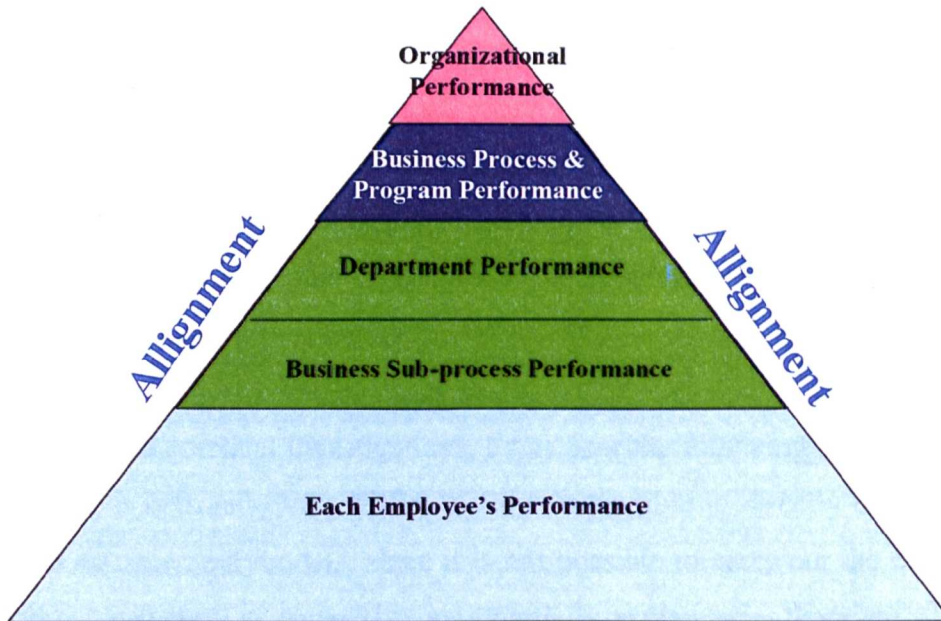 Organizational
Performance
Business Process &
Program Performance
Allignment
Allignment
Department Performance
Business Sub-process Performance
Each Employee's Performance